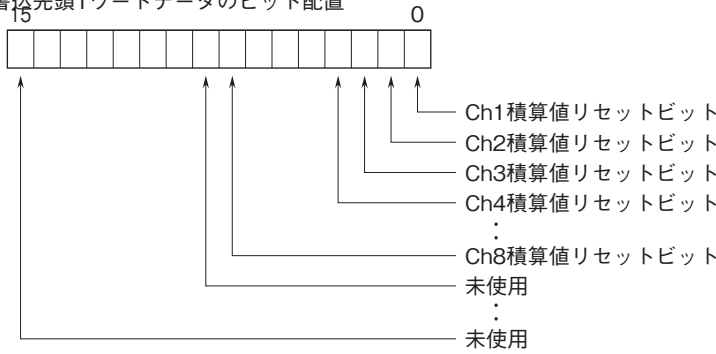 書込先頭1ワードデータのビット配置
15 0
Ch1積算値リセットビット
Ch2積算値リセットビット
Ch3積算値リセットビット
Ch4積算値リセットビット
:
Ch8積算値リセットビット
未使用
:
未使用